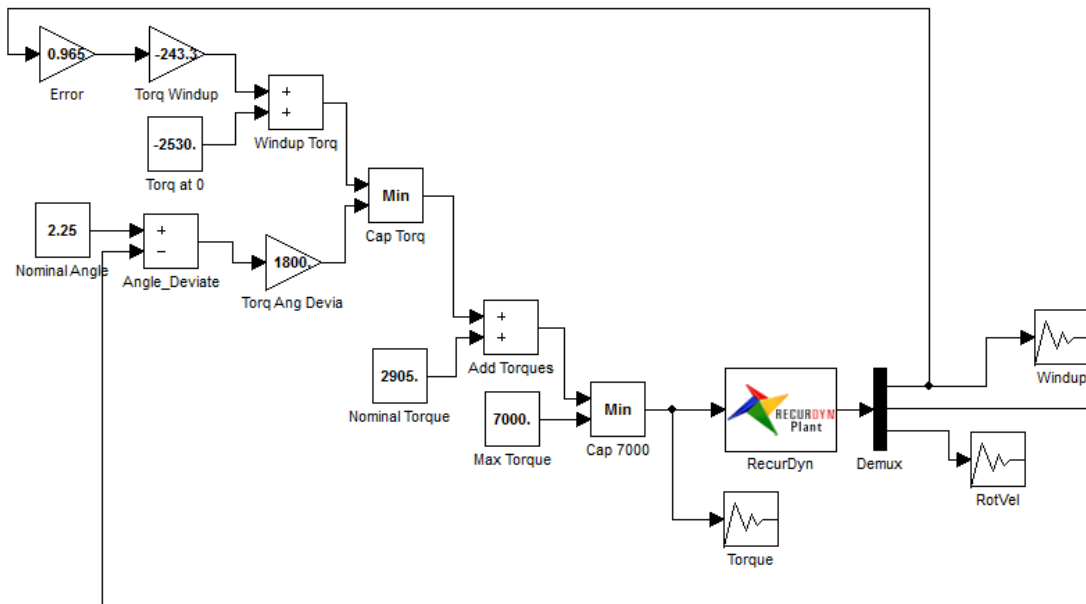 0.965
Error
-243.3
Torq Windup
+
+
Windup Torq
-2530.
Torq at 0
Min
Cap Torq
2.25
Nominal Angle
+
−
Angle_Deviate
1800.
Torq Ang Devia
+
+
Add Torques
2905.
Nominal Torque
7000.
Max Torque
Min
Cap 7000
RECURDYN
Plant
RecurDyn
Demux
Windup
RotVel
Torque